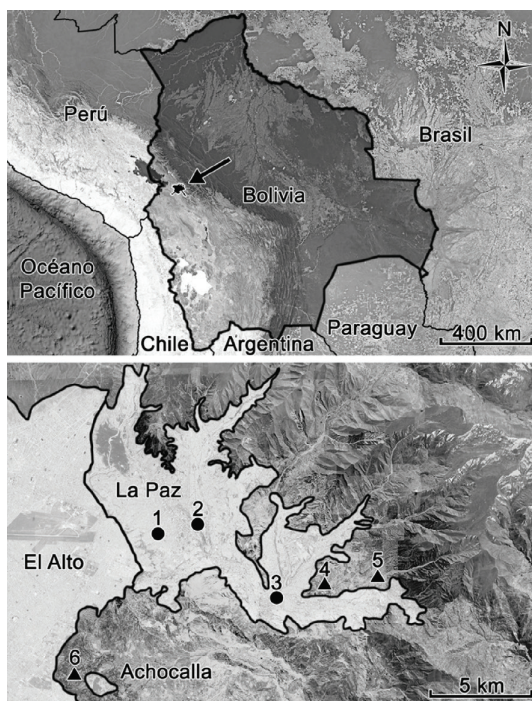 N
Perú
Brasil
Bolivia
Océano
Pacífico
Chile
Argentina
Paraguay
400 km
La Paz
1
2
El Alto
3
4
5
6
Achocalla
5 km